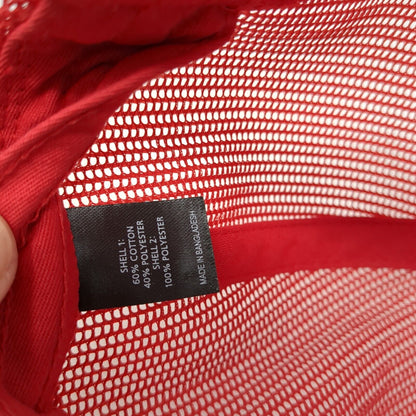 SHELL 1:
60% COTTON
40% POLYESTER
SHELL 2:
100% POLYESTER
MADE IN BANGLADESH